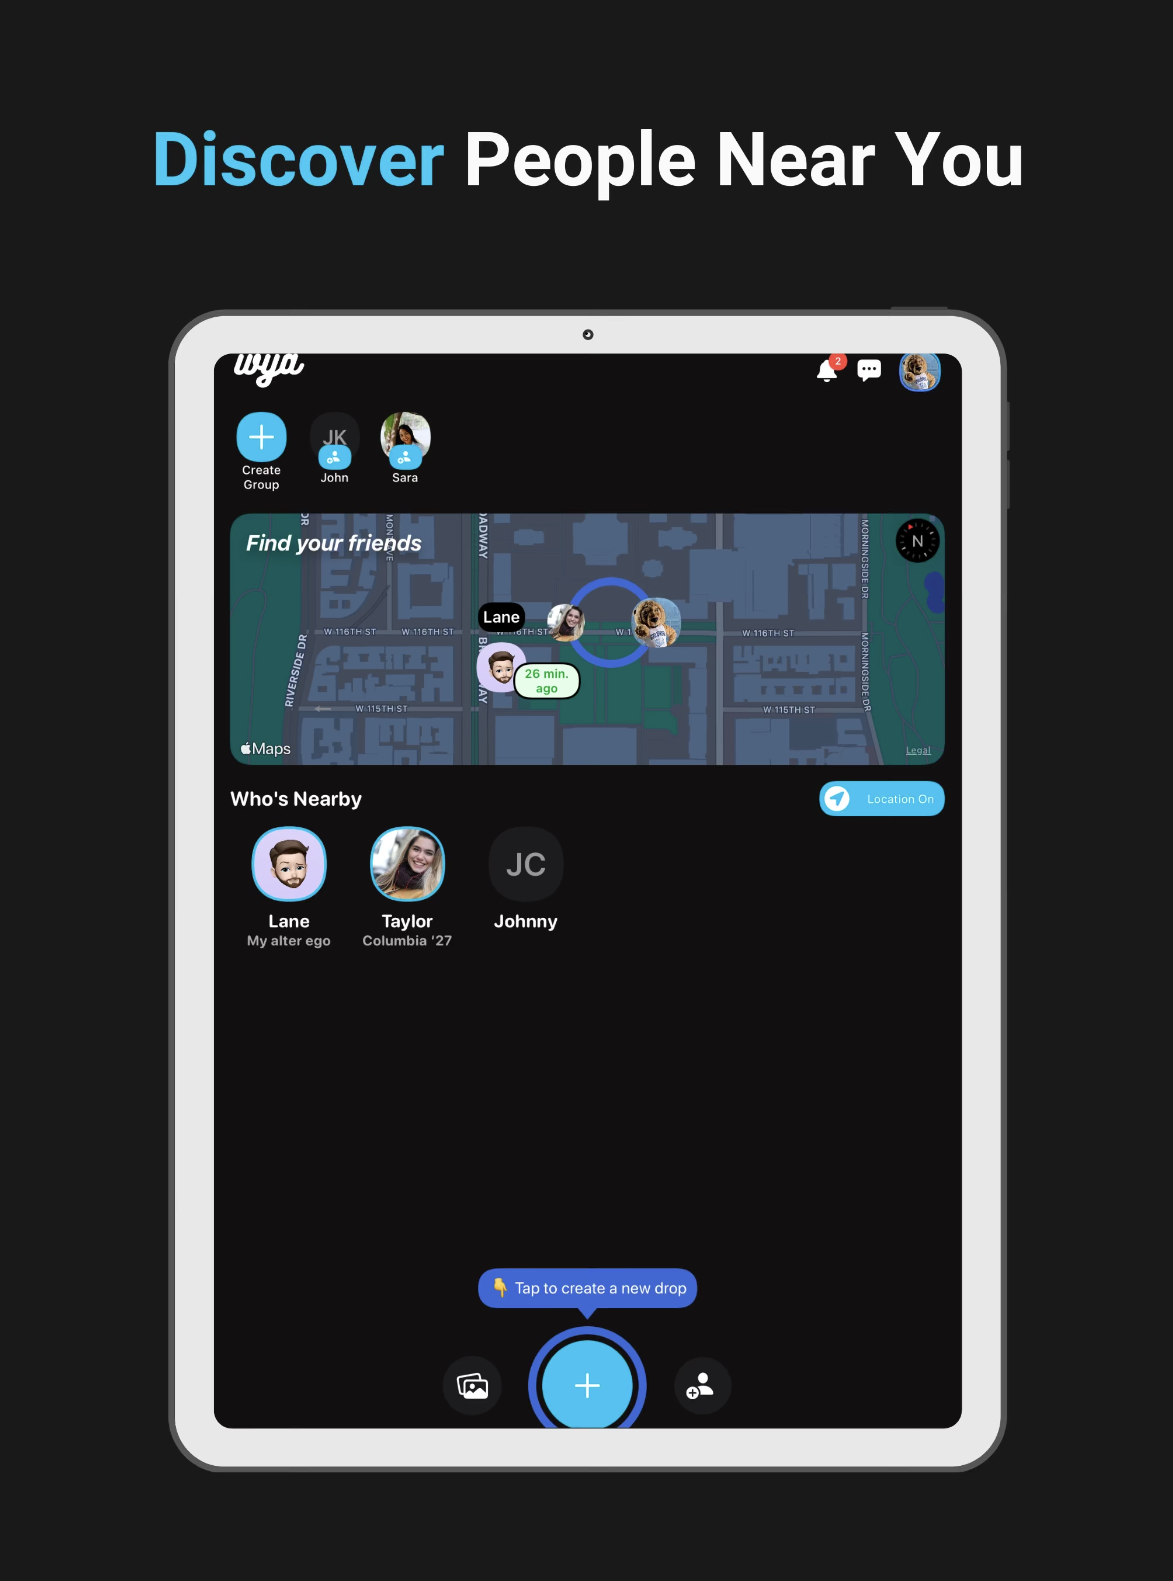 Discover People Near You
wya
2
JK
Create
Group
John
Sara
Find your friends
N
DR
BROADWAY
MORNINGSIDE DR
Lane
W 116TH ST
W 116TH ST
W 116TH ST
W 116TH ST
RIVERSIDE DR
MORNINGSIDE DR
26 min.
ago
W 115TH ST
W 115TH ST
Maps
Legal
Who's Nearby
Location On
JC
Lane
Taylor
Johnny
My alter ego
Columbia '27
👇 Tap to create a new drop